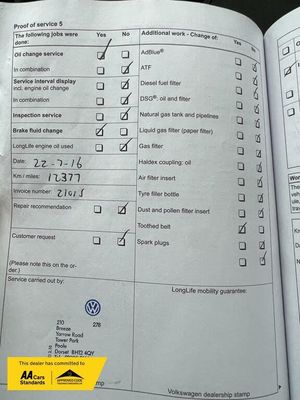 Proof of service 5
The following jobs were done: Yes No
Oil change service
In combination
Service interval display
incl. engine oil change
In combination
Inspection service
Brake fluid change
LongLife engine oil used
Date: 22-7-16
Km / miles: 12377
Invoice number: 21015
Repair recommendation
Customer request
(Please note this on the order.)
Service carried out by:
210 278
Breeze
Yarrow Road
Tower Park
Poole
Dorset BH12 4QY
Additional work - Change of: Yes No
AdBlue®
ATF
Diesel fuel filter
DSG®: oil and filter
Natural gas tank and pipelines
Liquid gas filter (paper filter)
Gas filter
Haldex coupling: oil
Air filter insert
Tyre filler bottle
Dust and pollen filter insert
Toothed belt
Spark plugs
LongLife mobility guarantee:
Volkswagen dealership stamp
This dealer has committed to
AA Cars
Standards